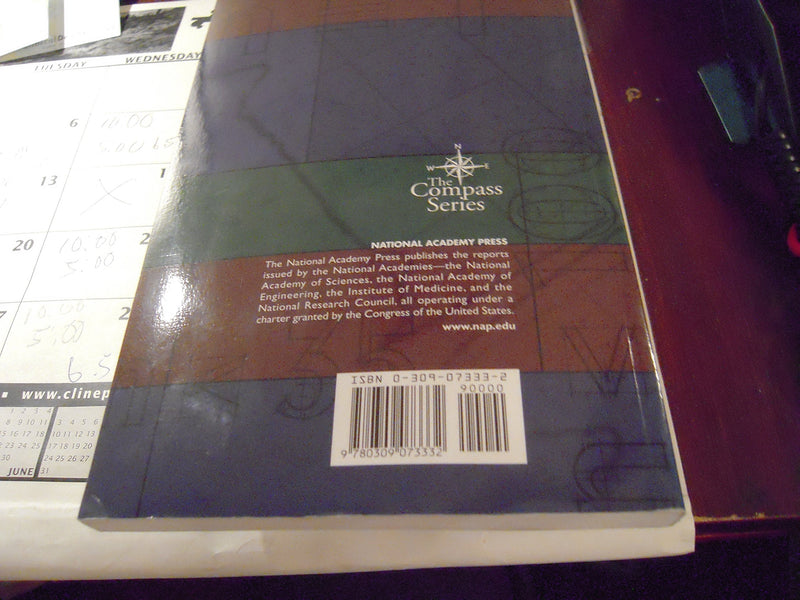 TUESDAY
WEDNESDAY
6
10:00
13
20
10:00
5:00
10:00
5:00
6.5
www.clinep
JUNE
N
W E
S
The
Compass
Series
NATIONAL ACADEMY PRESS
The National Academy Press publishes the reports
issued by the National Academies—the National
Academy of Sciences, the National Academy of
Engineering, the Institute of Medicine, and the
National Research Council, all operating under a
charter granted by the Congress of the United States.
www.nap.edu
ISBN 0-309-07333-2
90000
9 780309 073332